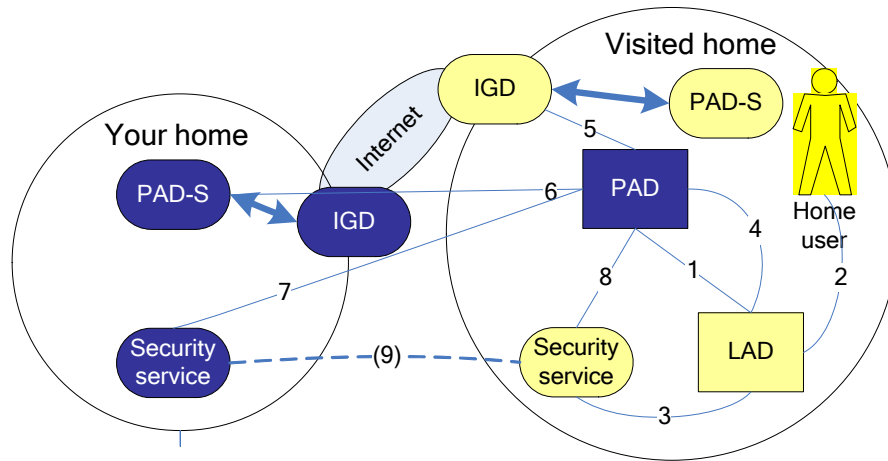 Visited home
IGD
PAD-S
Your home
Internet
5
PAD-S
6
PAD
IGD
Home
user
4
7
8
1
2
Security
service
(9)
Security
service
LAD
3